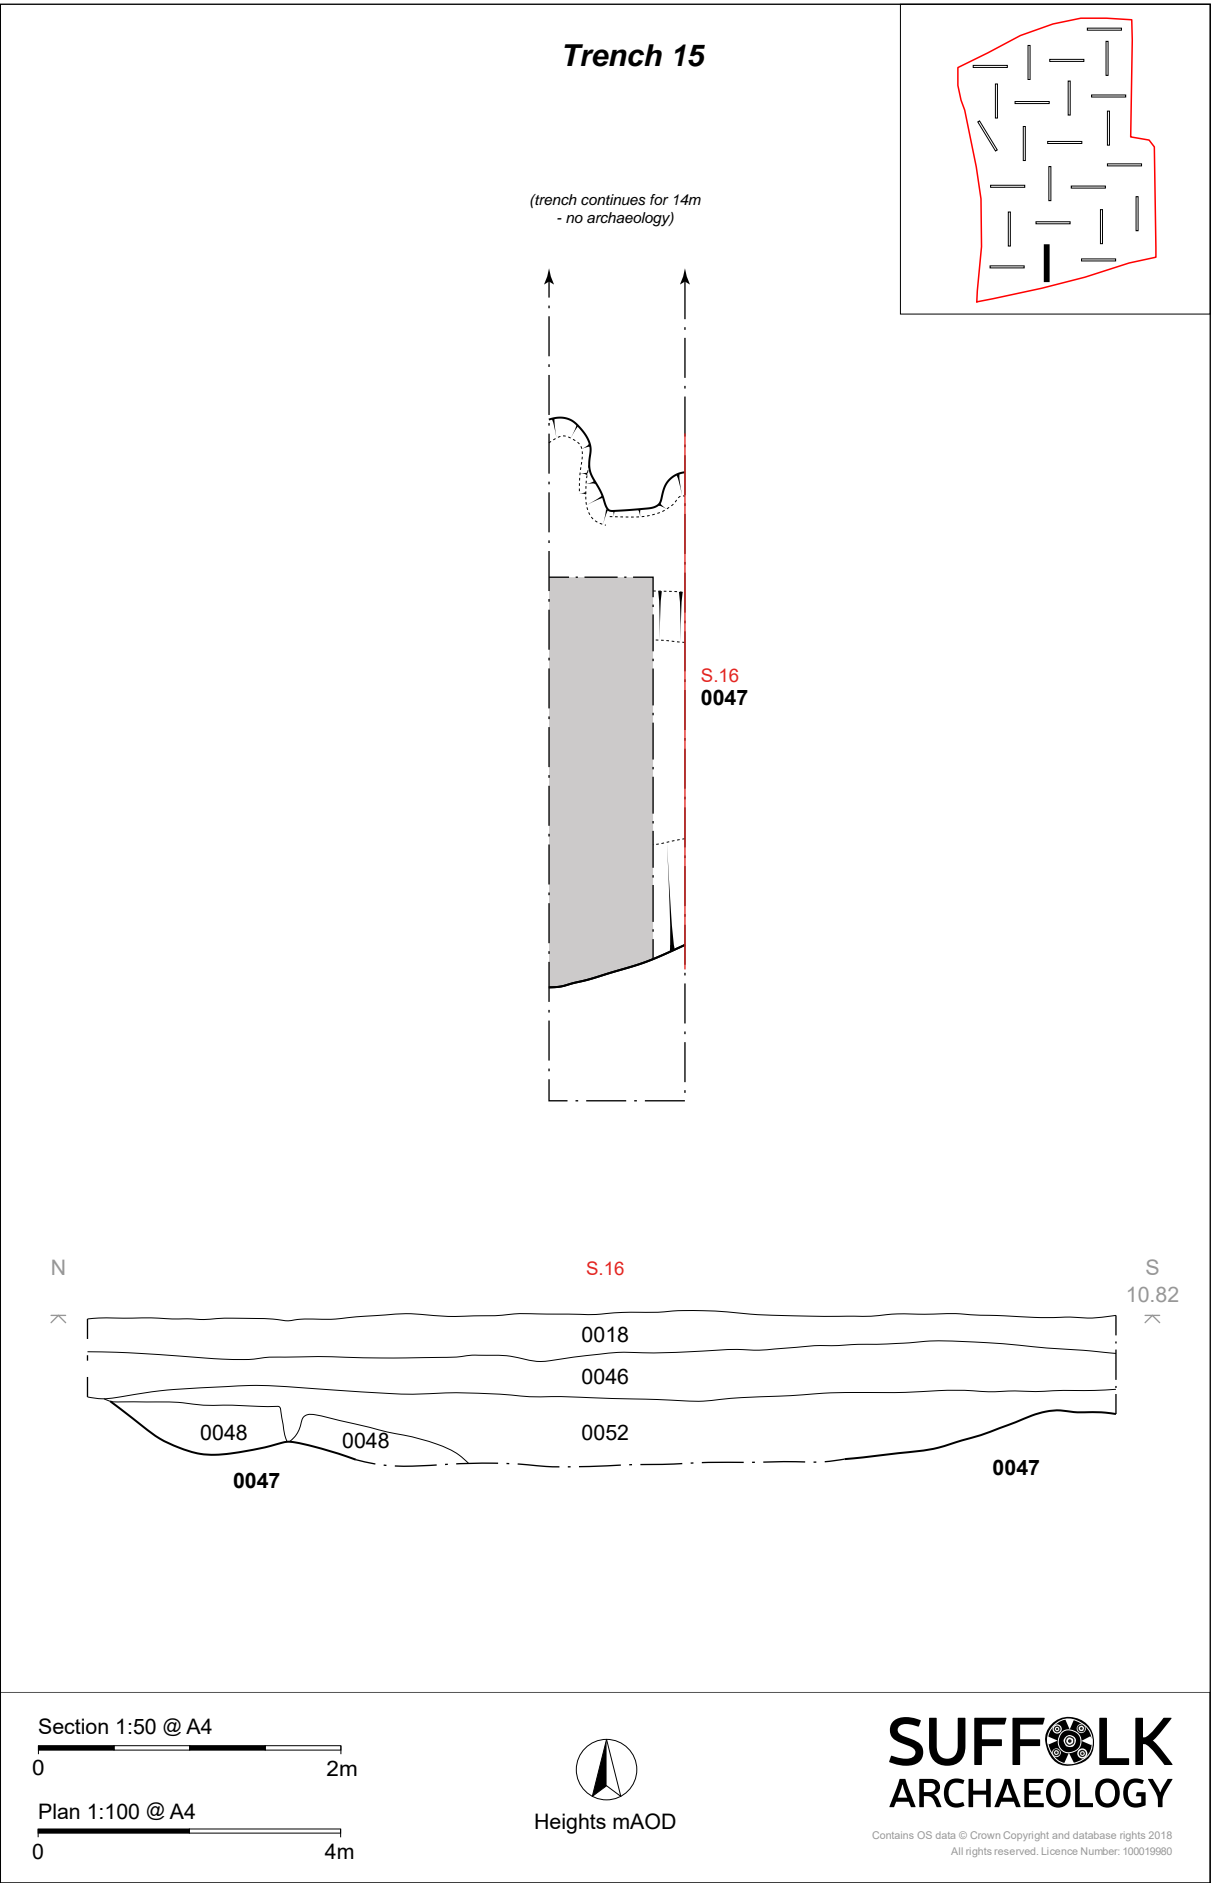 Trench 15
(trench continues for 14m
- no archaeology)
S.16
0047
N
S.16
S
10.82
0018
0046
0048
0048
0052
0047
0047
Section 1:50 @ A4
0
2m
Plan 1:100 @ A4
0
4m
Heights mAOD
SUFFOLK
ARCHAEOLOGY
Contains OS data © Crown Copyright and database rights 2018
All rights reserved. Licence Number: 100019980